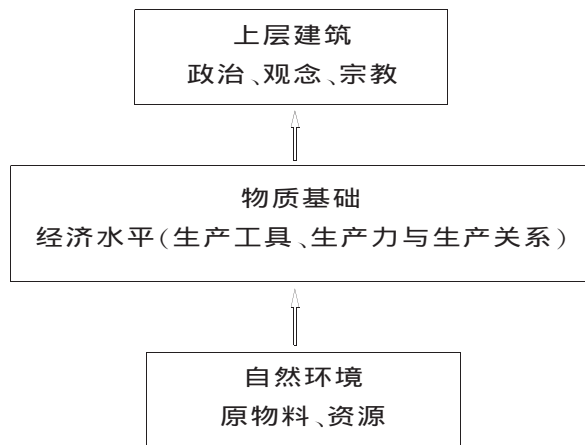 上层建筑
政治、观念、宗教
物质基础
经济水平(生产工具、生产力与生产关系)
自然环境
原物料、资源